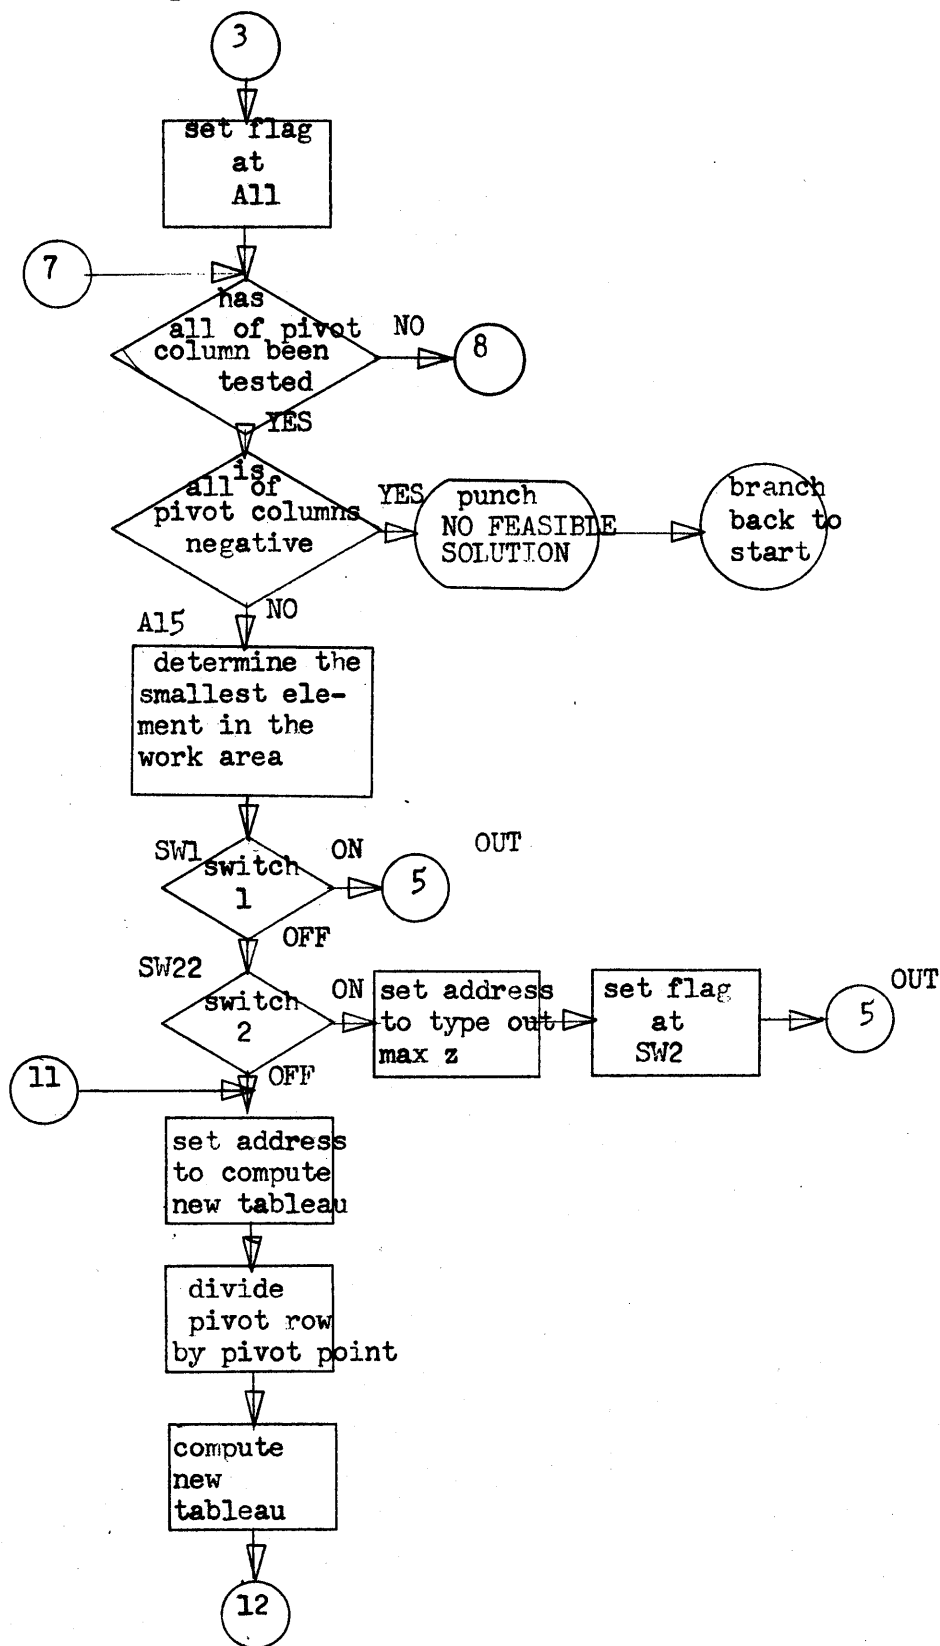 3
set flag
at
A11
7
has
all of pivot
column been
tested
NO
8
YES
is
all of
pivot columns
negative
YES
punch
NO FEASIBLE
SOLUTION
branch
back to
start
NO
A15
determine the
smallest ele-
ment in the
work area
SW1
switch
1
ON
5
OUT
OFF
SW22
switch
2
ON
set address
to type out
max z
set flag
at
SW2
5
OUT
OFF
11
set address
to compute
new tableau
divide
pivot row
by pivot point
compute
new
tableau
12